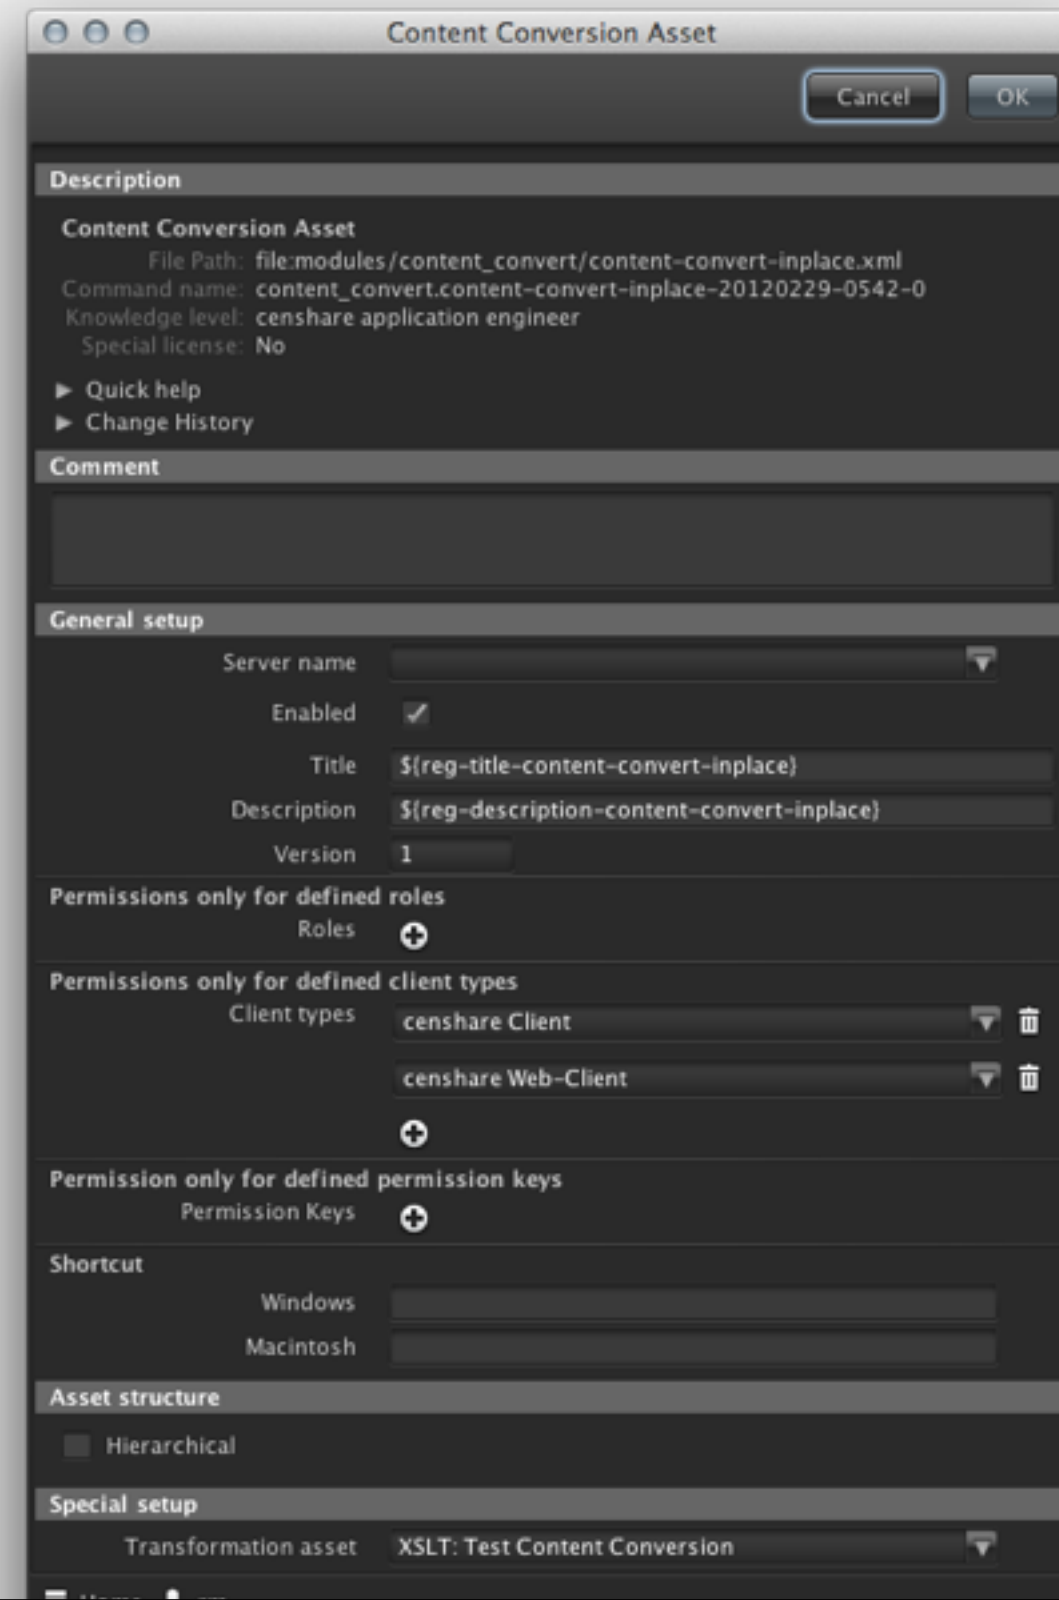 Content Conversion Asset
Cancel OK
Description
Content Conversion Asset
File Path: file:modules/content_convert/content-convert-inplace.xml
Command name: content_convert.content-convert-inplace-20120229-0542-0
Knowledge level: censhare application engineer
Special license: No
Quick help
Change History
Comment
General setup
Server name
Enabled
Title ${reg-title-content-convert-inplace}
Description ${reg-description-content-convert-inplace}
Version 1
Permissions only for defined roles
Roles
Permissions only for defined client types
Client types censhare Client
censhare Web-Client
Permission only for defined permission keys
Permission Keys
Shortcut
Windows
Macintosh
Asset structure
Hierarchical
Special setup
Transformation asset XSLT: Test Content Conversion